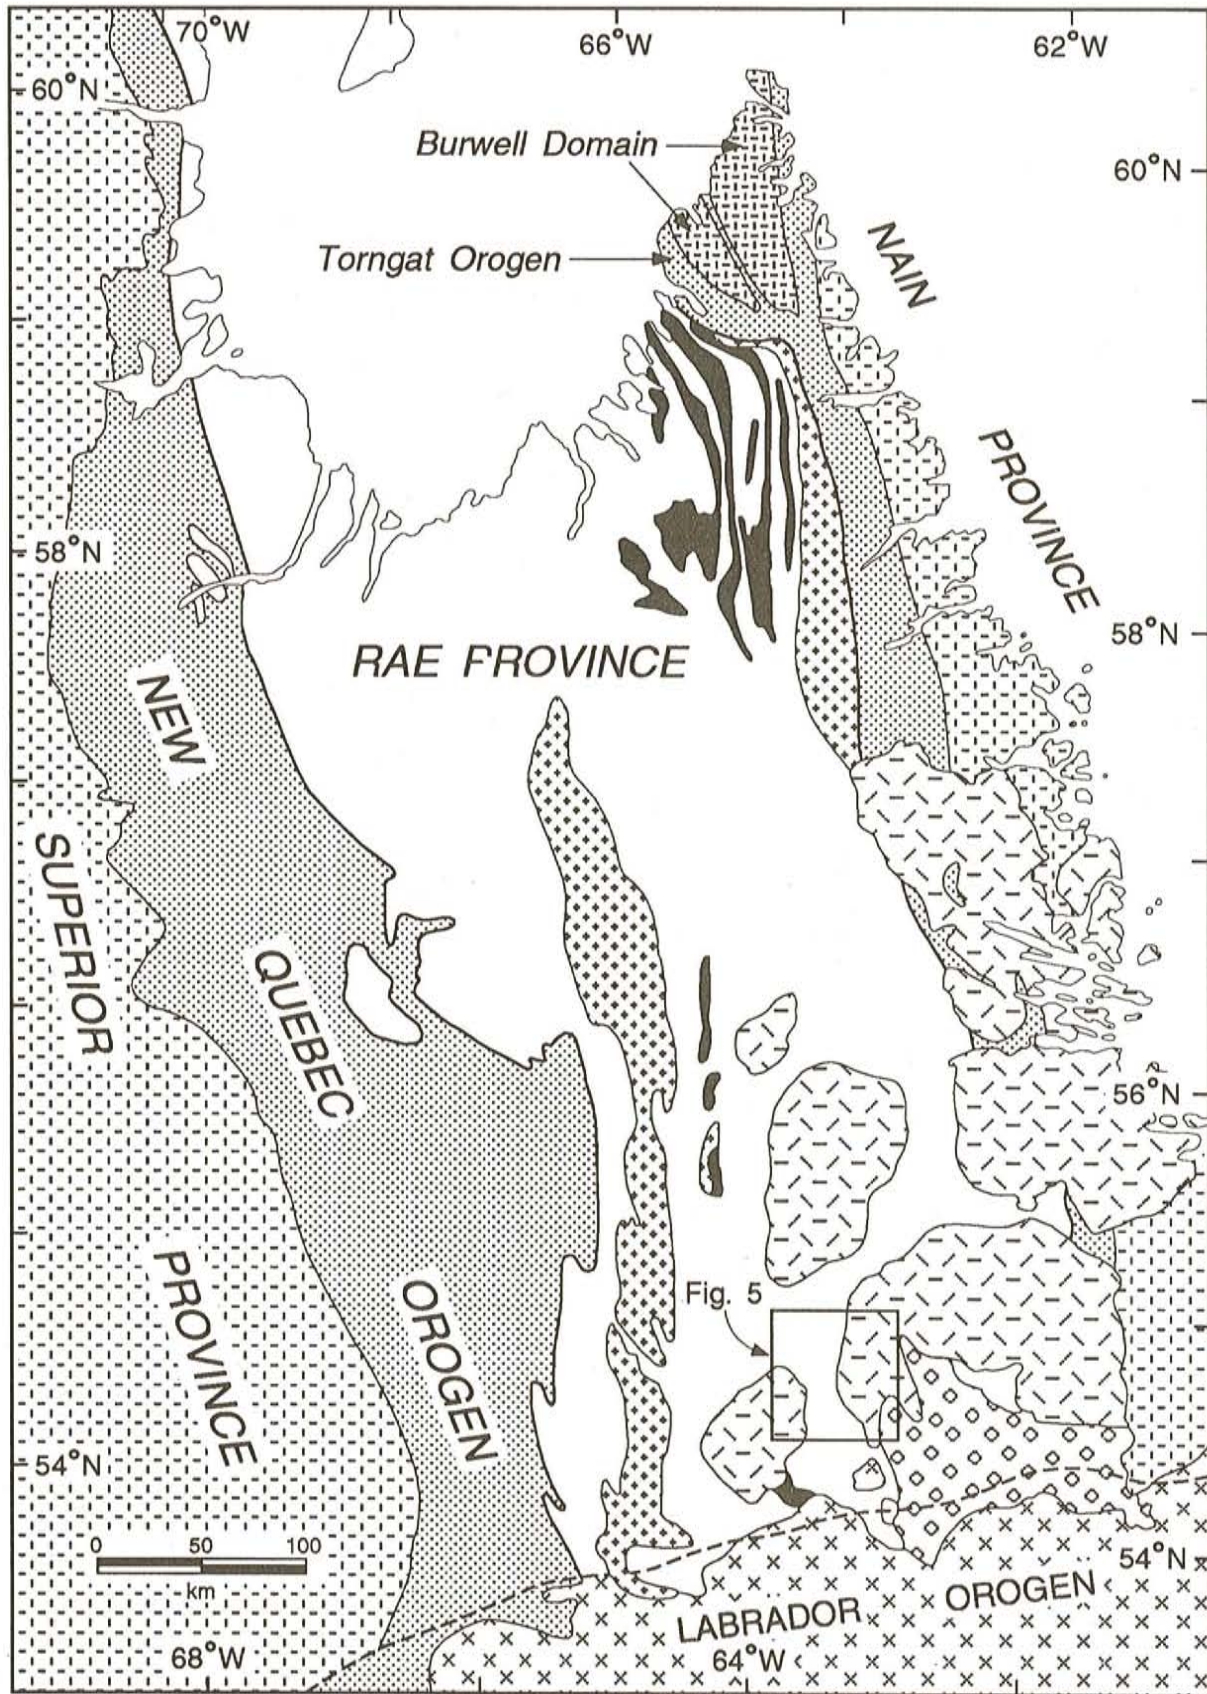 70°W
66°W
62°W
60°N
60°N
Burwell Domain
Torngat Orogen
NAIN
PROVINCE
58°N
58°N
RAE PROVINCE
NEW
QUEBEC
OROGEN
SUPERIOR
PROVINCE
56°N
Fig. 5
54°N
54°N
0 50 100
km
LABRADOR OROGEN
68°W
64°W